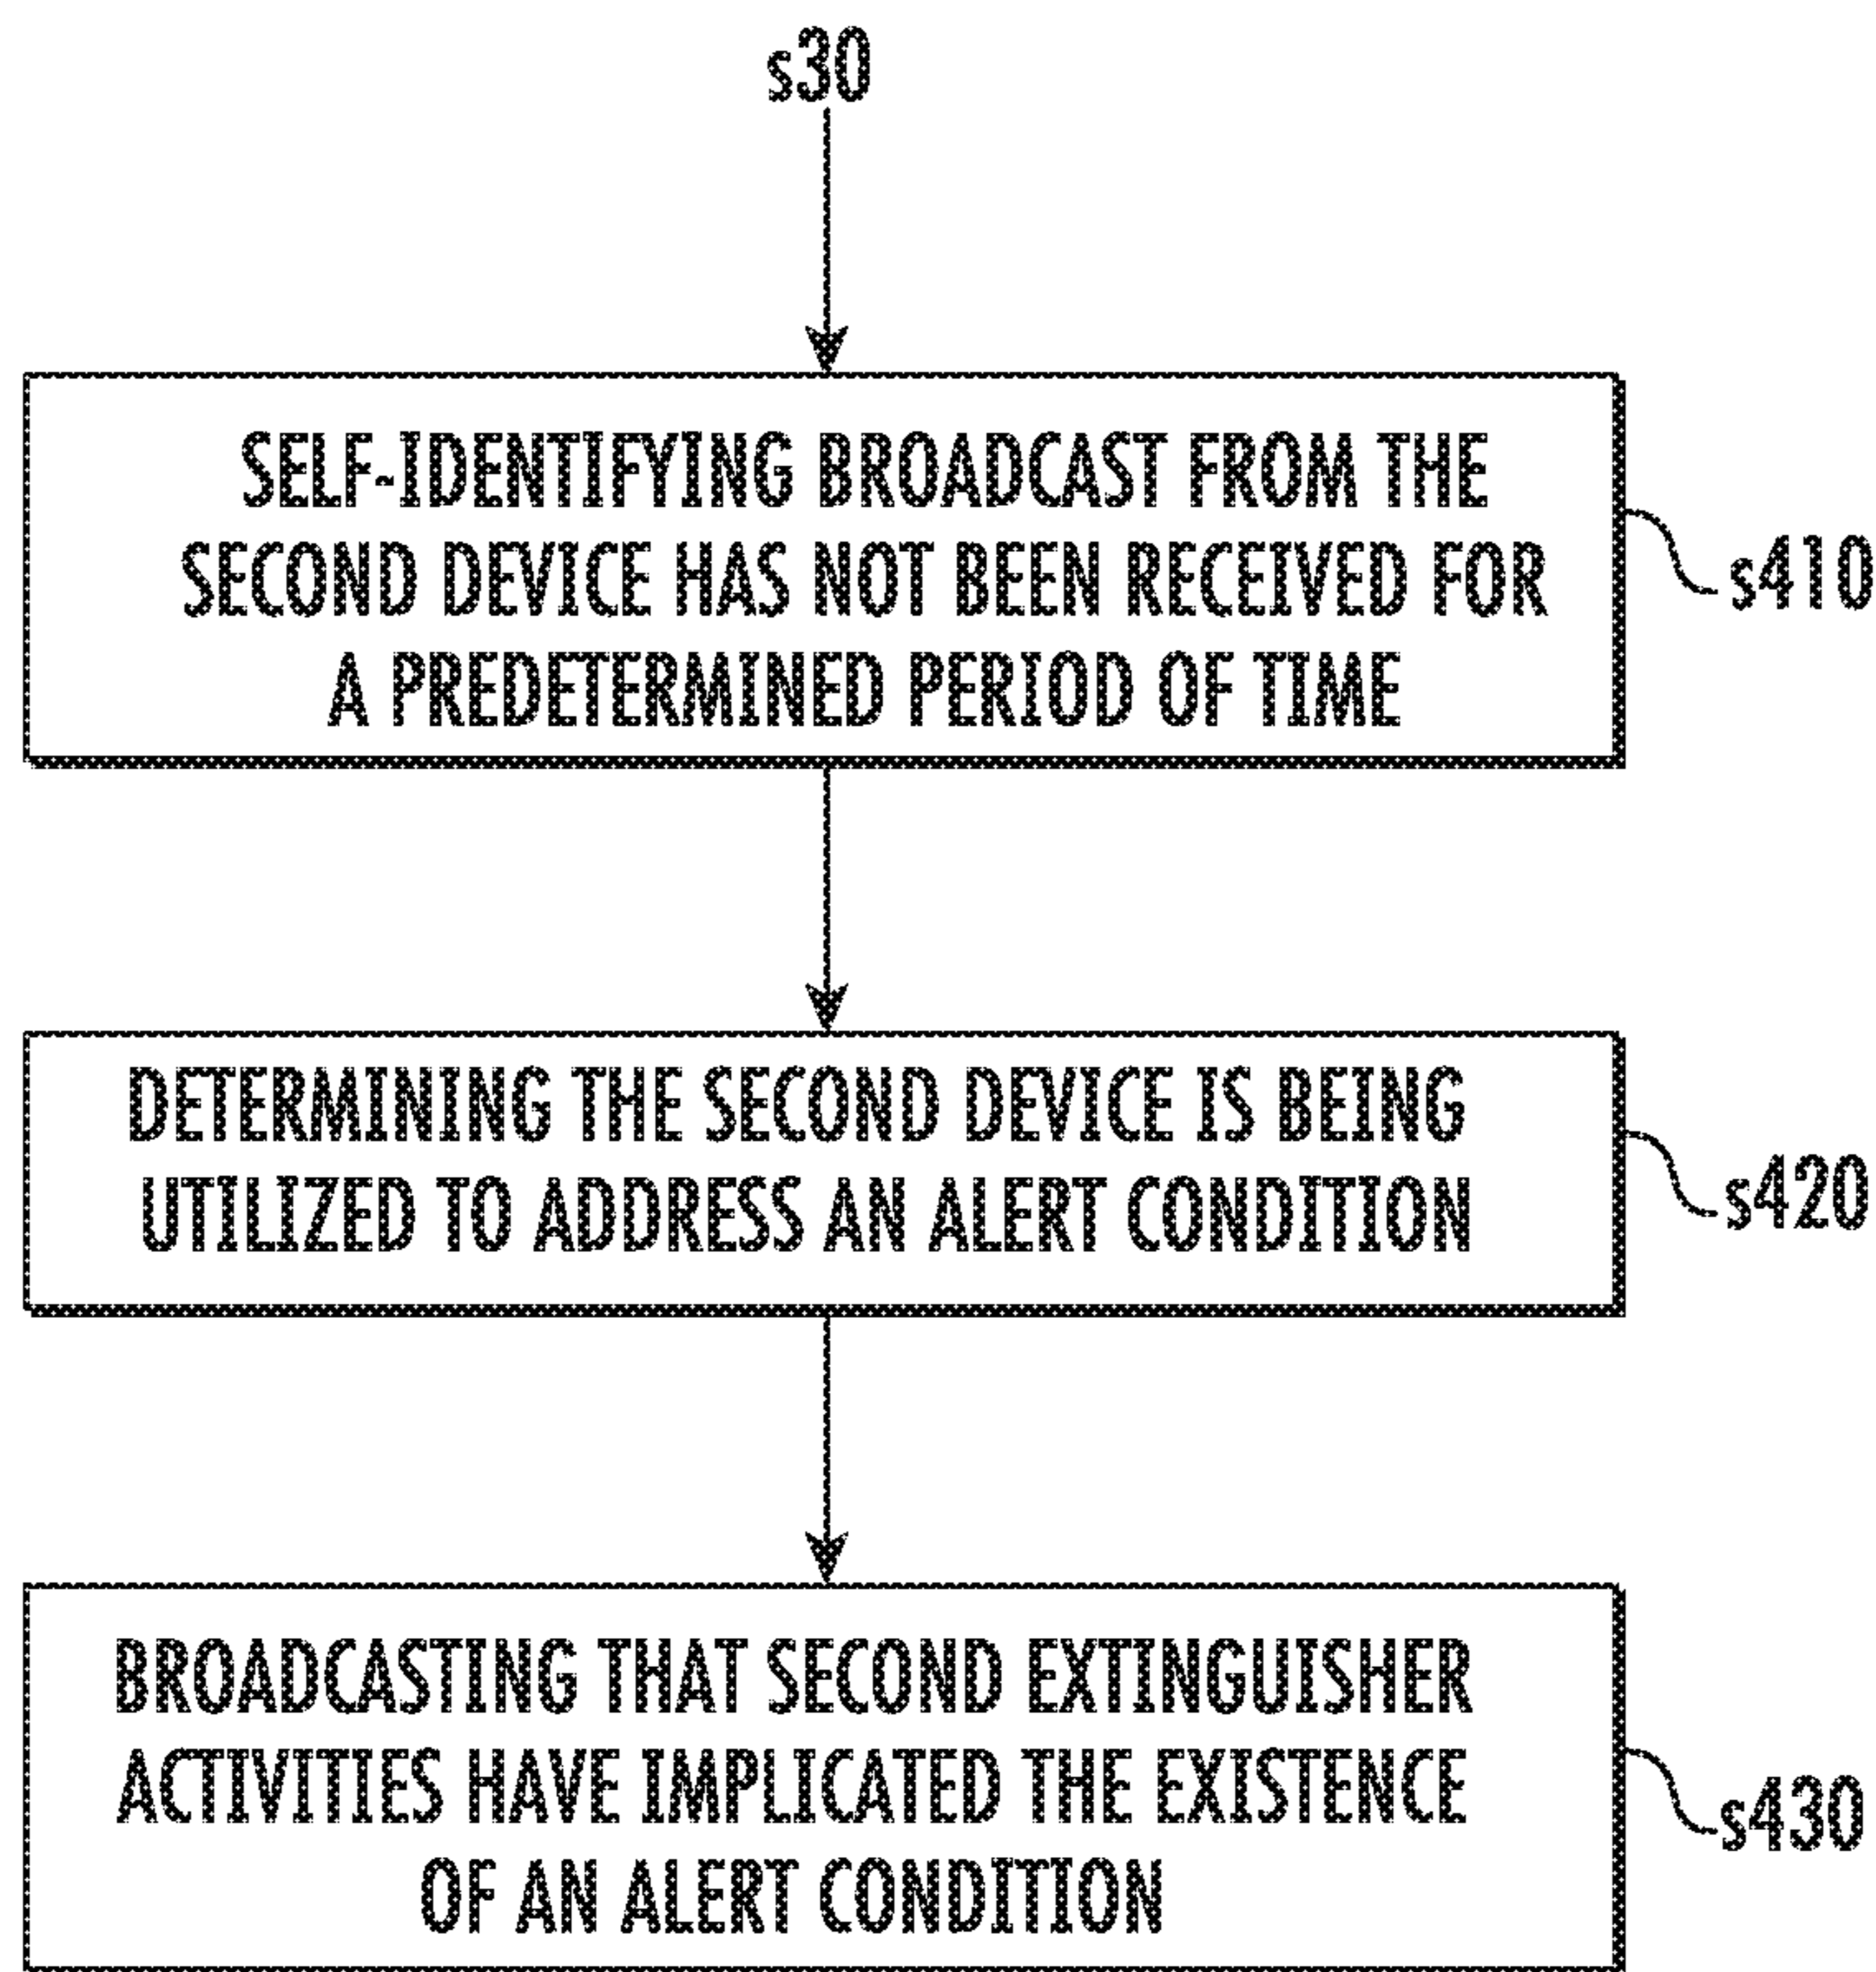 s30
SELF-IDENTIFYING BROADCAST FROM THE
SECOND DEVICE HAS NOT BEEN RECEIVED FOR
A PREDETERMINED PERIOD OF TIME
s410
DETERMINING THE SECOND DEVICE IS BEING
UTILIZED TO ADDRESS AN ALERT CONDITION
s420
BROADCASTING THAT SECOND EXTINGUISHER
ACTIVITIES HAVE IMPLICATED THE EXISTENCE
OF AN ALERT CONDITION
s430